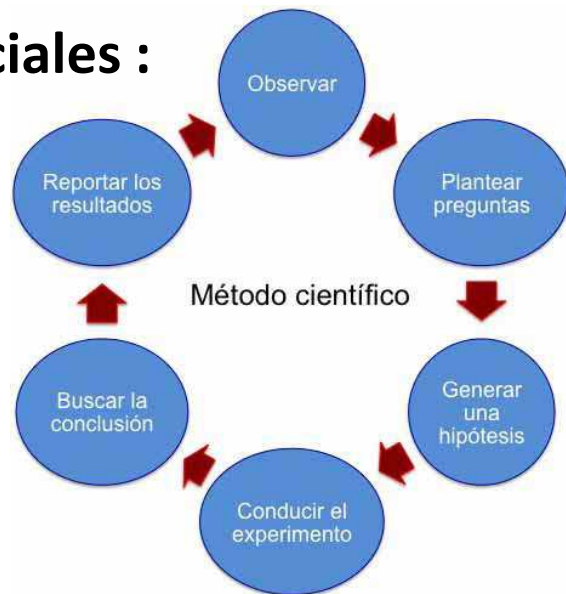 ciales :
Observar
Plantear
preguntas
Generar
una
hipótesis
Conducir el
experimento
Buscar la
conclusión
Reportar los
resultados
Método científico